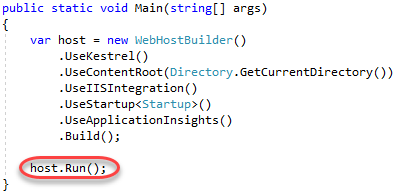 public static void Main(string[] args)
{
    var host = new WebHostBuilder()
        .UseKestrel()
        .UseContentRoot(Directory.GetCurrentDirectory())
        .UseIISIntegration()
        .UseStartup<Startup>()
        .UseApplicationInsights()
        .Build();
    host.Run();
}